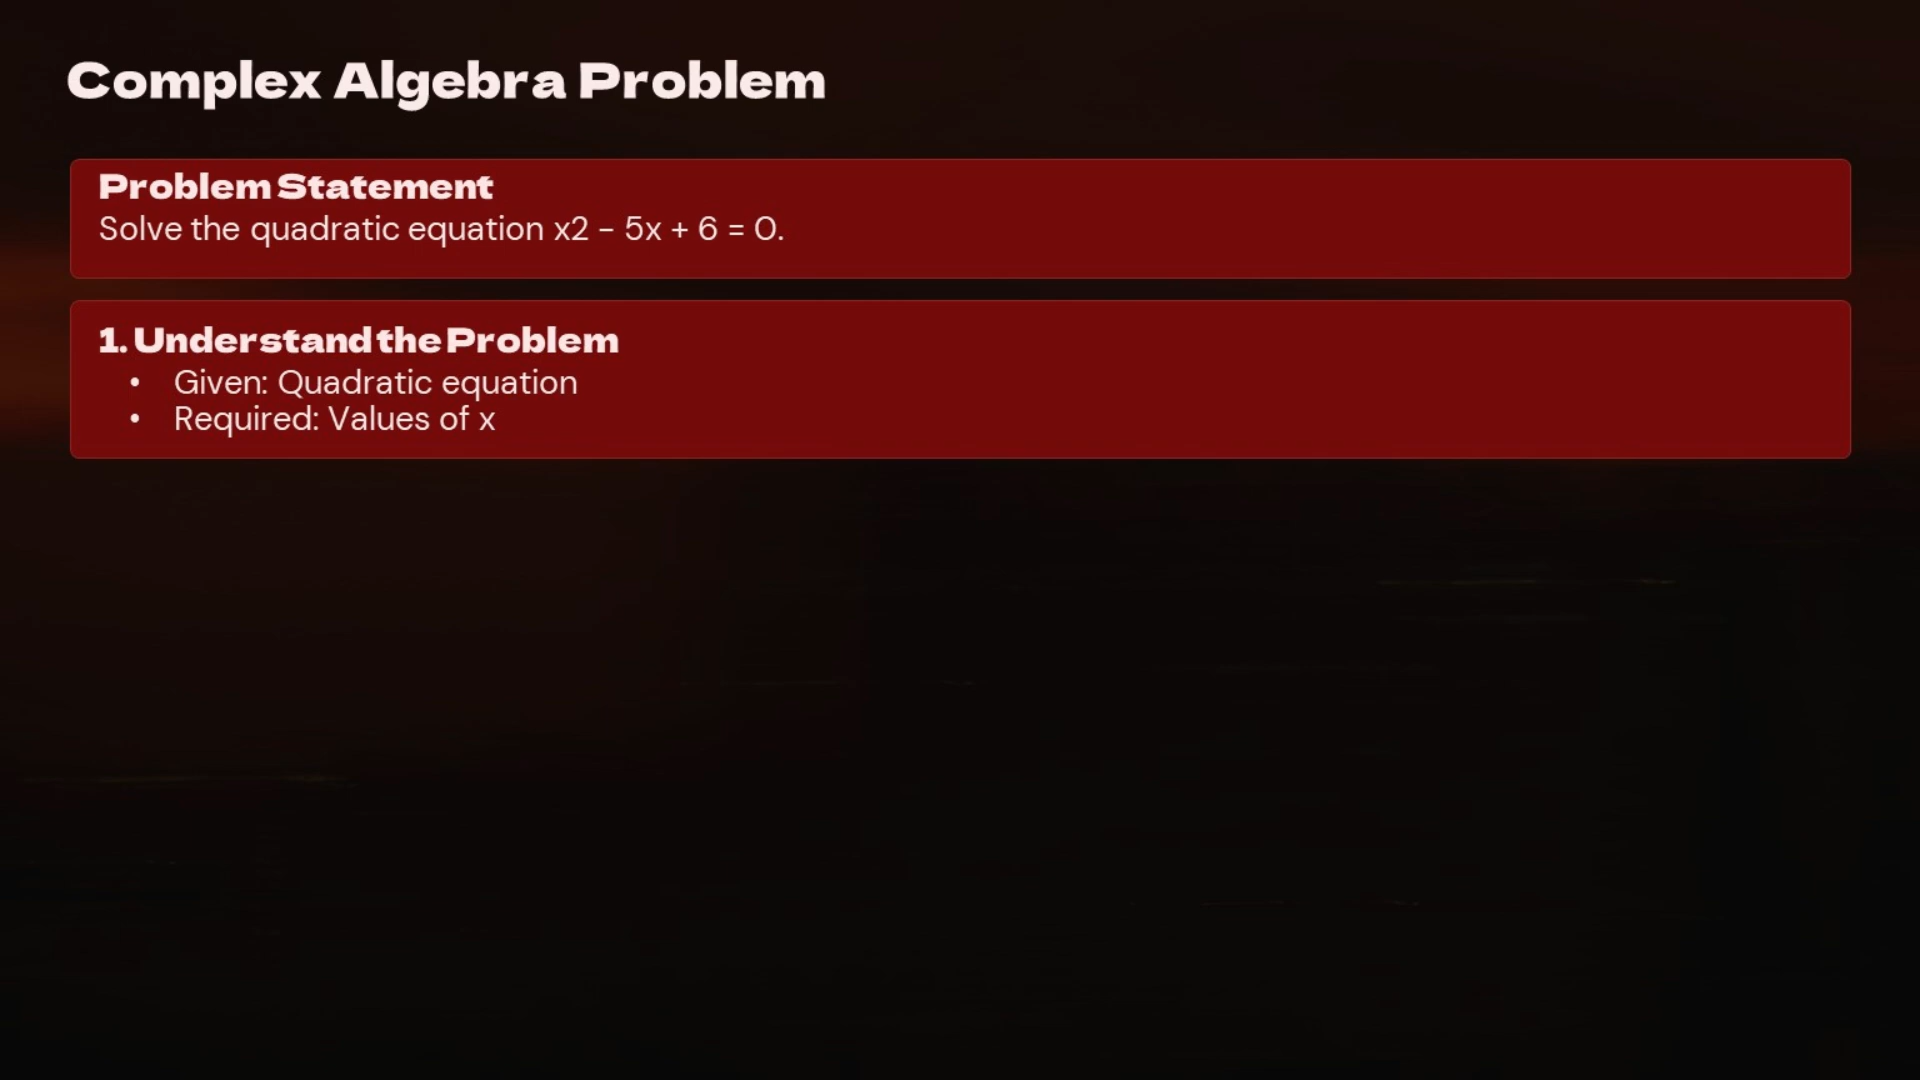 Complex Algebra Problem
Problem Statement
Solve the quadratic equation x2 − 5x + 6 = 0.
1. Understand the Problem
• Given: Quadratic equation
• Required: Values of x